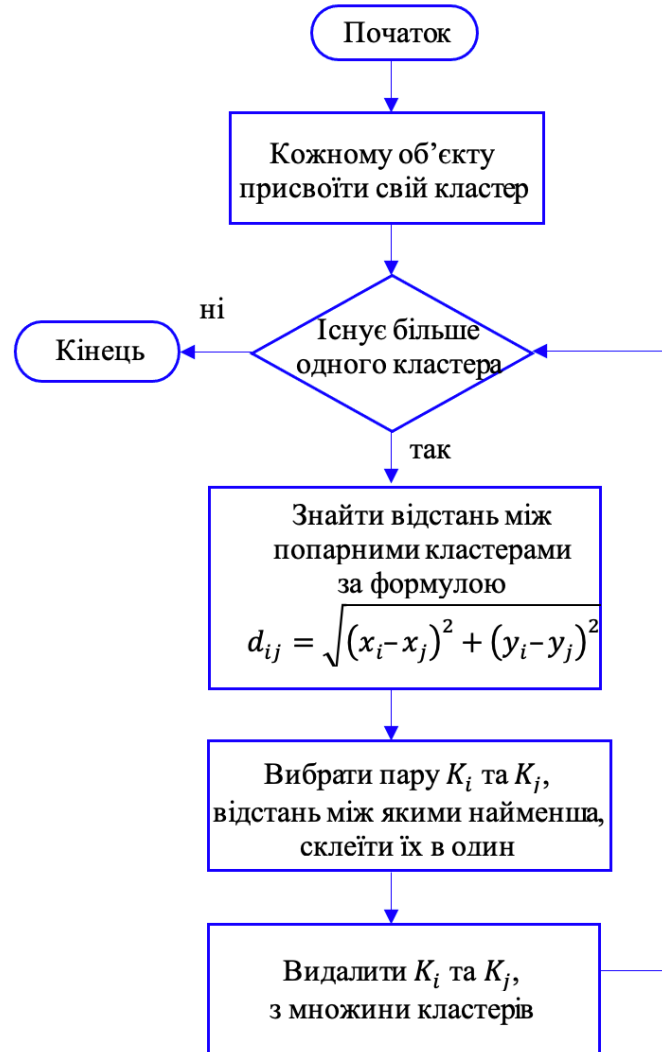 Початок
Кожному об’єкту
присвоїти свій кластер
Існує більше
одного кластера
ні
Кінець
так
Знайти відстань між
попарними кластерами
за формулою
d_{ij} = √((x_i–x_j)^2 + (y_i–y_j)^2)
Вибрати пару K_i та K_j,
відстань між якими найменша,
склеїти їх в один
Видалити K_i та K_j,
з множини кластерів